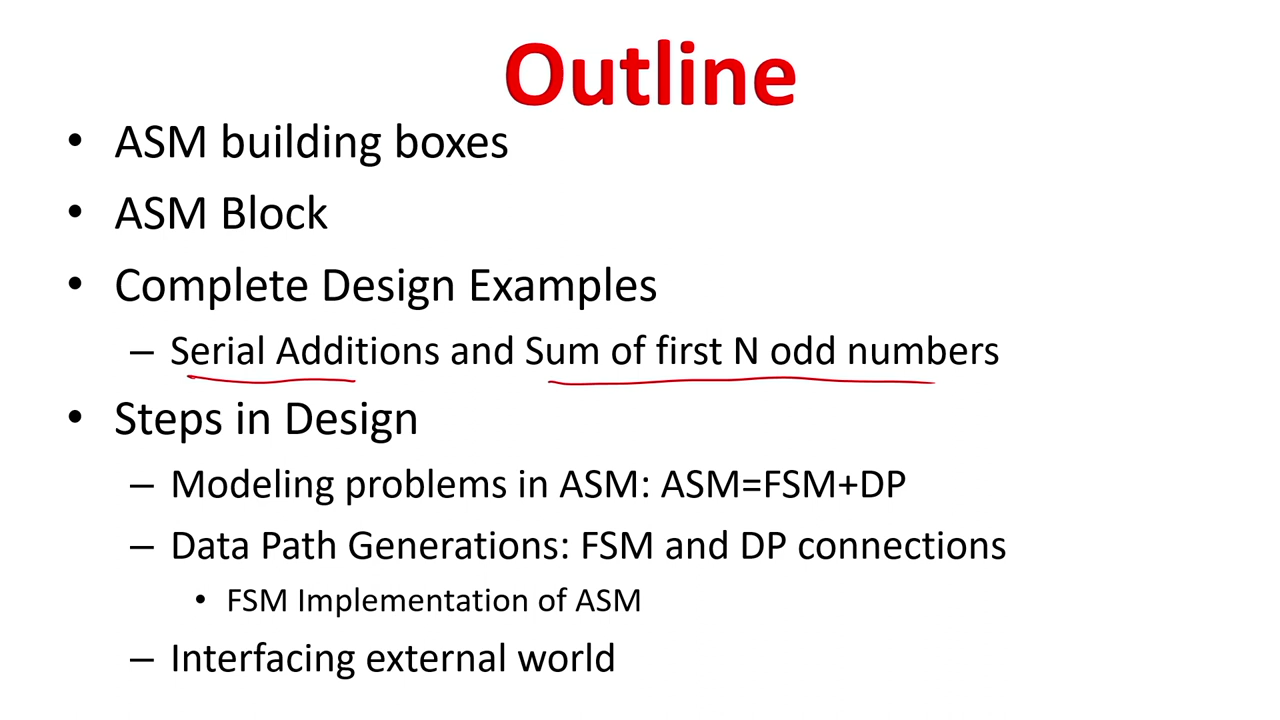 Outline
• ASM building boxes
• ASM Block
• Complete Design Examples
– Serial Additions and Sum of first N odd numbers
• Steps in Design
– Modeling problems in ASM: ASM=FSM+DP
– Data Path Generations: FSM and DP connections
• FSM Implementation of ASM
– Interfacing external world